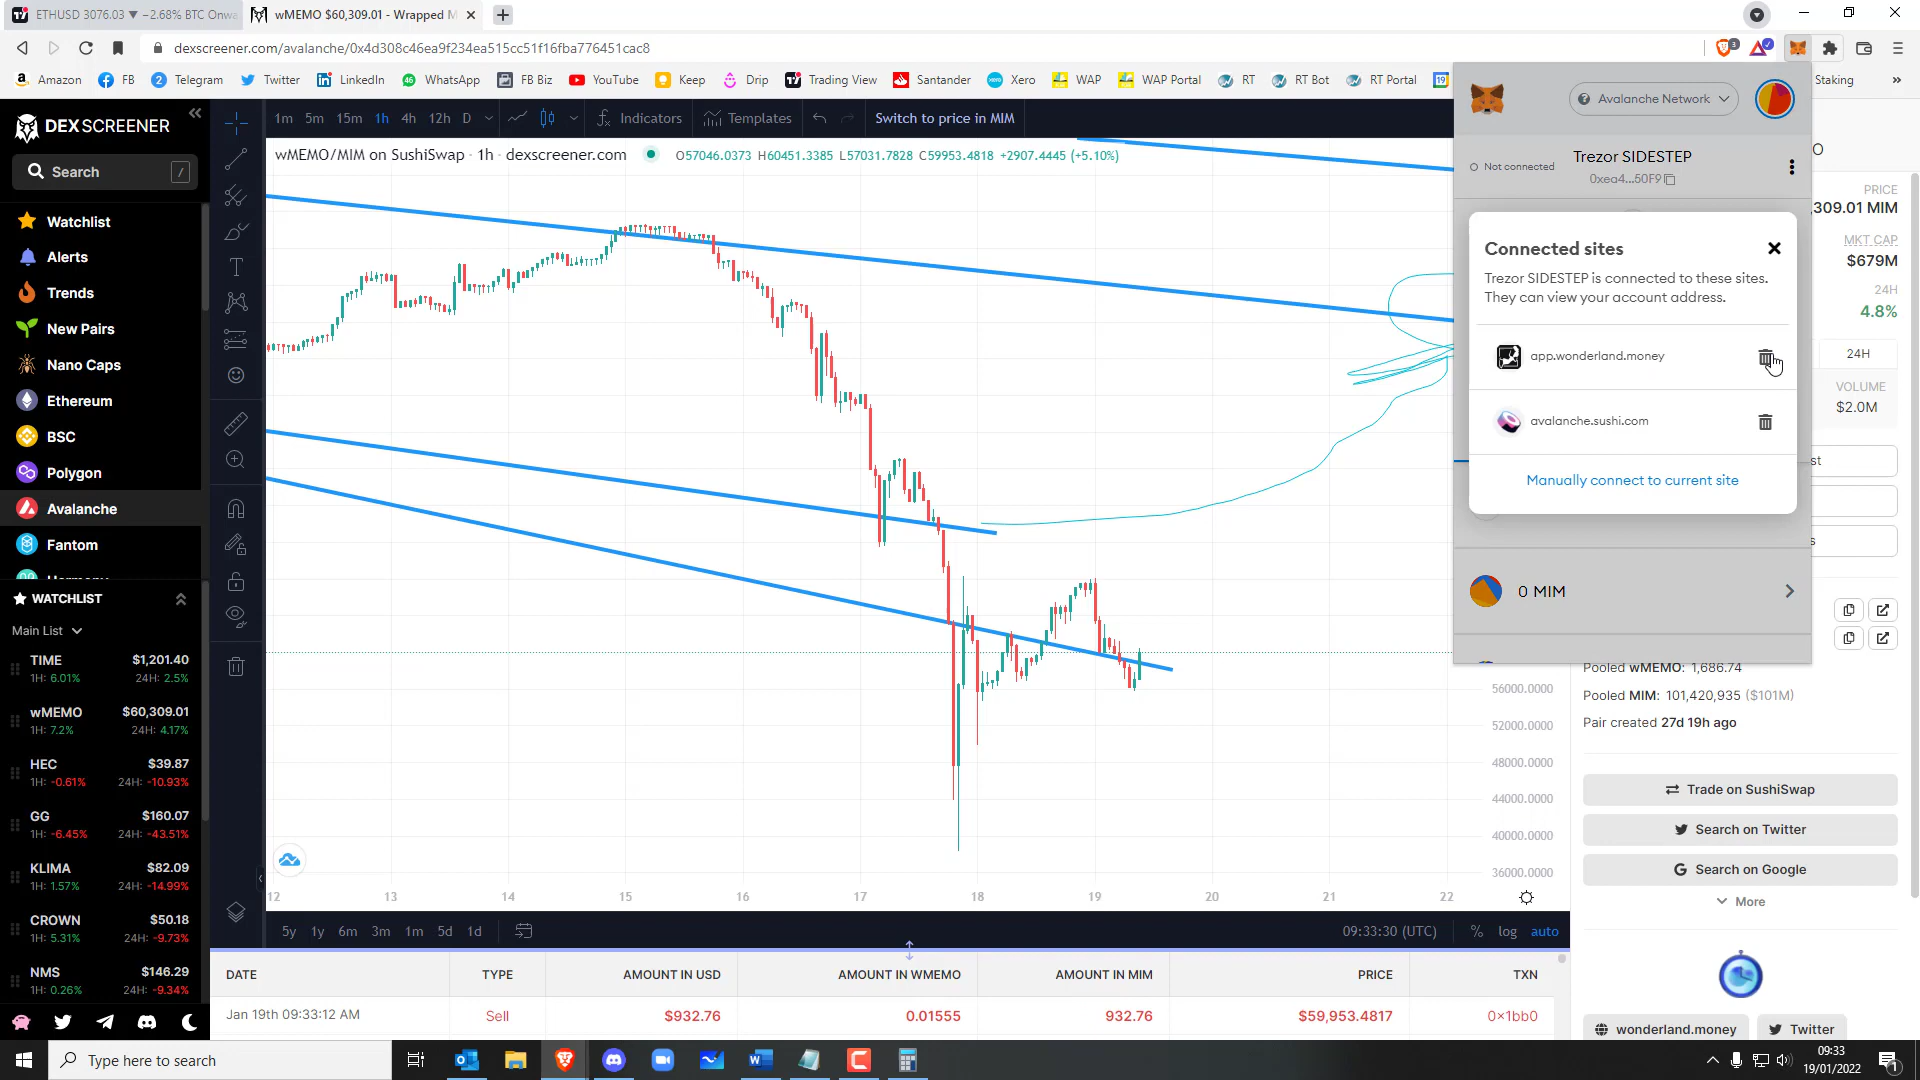 ETHUSD 3076.03 ▼ −2.68% BTC Onwa
wMEMO $60,309.01 - Wrapped M
dexscreener.com/avalanche/0x4d308c46ea9f234ea515cc51f16fba776451cac8
Amazon FB Telegram Twitter LinkedIn WhatsApp FB Biz YouTube Keep Drip Trading View Santander Xero WAP WAP Portal RT RT Bot RT Portal Staking
DEX SCREENER
Search /
Watchlist
Alerts
Trends
New Pairs
Nano Caps
Ethereum
BSC
Polygon
Avalanche
Fantom
WATCHLIST
Main List
TIME $1,201.40
1H: 6.01% 24H: 2.5%
wMEMO $60,309.01
1H: 7.2% 24H: 4.17%
HEC $39.87
1H: -0.61% 24H: -10.93%
GG $160.07
1H: -6.45% 24H: -43.51%
KLIMA $82.09
1H: 1.57% 24H: -14.99%
CROWN $50.18
1H: 5.31% 24H: -9.73%
NMS $146.29
1H: 0.26% 24H: -9.34%
1m 5m 15m 1h 4h 12h D Indicators Templates Switch to price in MIM
wMEMO/MIM on SushiSwap · 1h · dexscreener.com O57046.0373 H60451.3385 L57031.7828 C59953.4818 +2907.4445 (+5.10%)
56000.0000
52000.0000
48000.0000
44000.0000
40000.0000
36000.0000
12 13 14 15 16 17 18 19 20 21 22
5y 1y 6m 3m 1m 5d 1d 09:33:30 (UTC) % log auto
DATE TYPE AMOUNT IN USD AMOUNT IN WMEMO AMOUNT IN MIM PRICE TXN
Jan 19th 09:33:12 AM Sell $932.76 0.01555 932.76 $59,953.4817 0×1bb0
Avalanche Network
Not connected
Trezor SIDESTEP
0xea4...50F9
Connected sites
Trezor SIDESTEP is connected to these sites.
They can view your account address.
app.wonderland.money
avalanche.sushi.com
Manually connect to current site
0 MIM
O
PRICE
,309.01 MIM
MKT CAP
$679M
24H
4.8%
24H
VOLUME
$2.0M
st
s
Pooled wMEMO: 1,686.74
Pooled MIM: 101,420,935 ($101M)
Pair created 27d 19h ago
Trade on SushiSwap
Search on Twitter
Search on Google
More
wonderland.money Twitter
Type here to search
09:33
19/01/2022